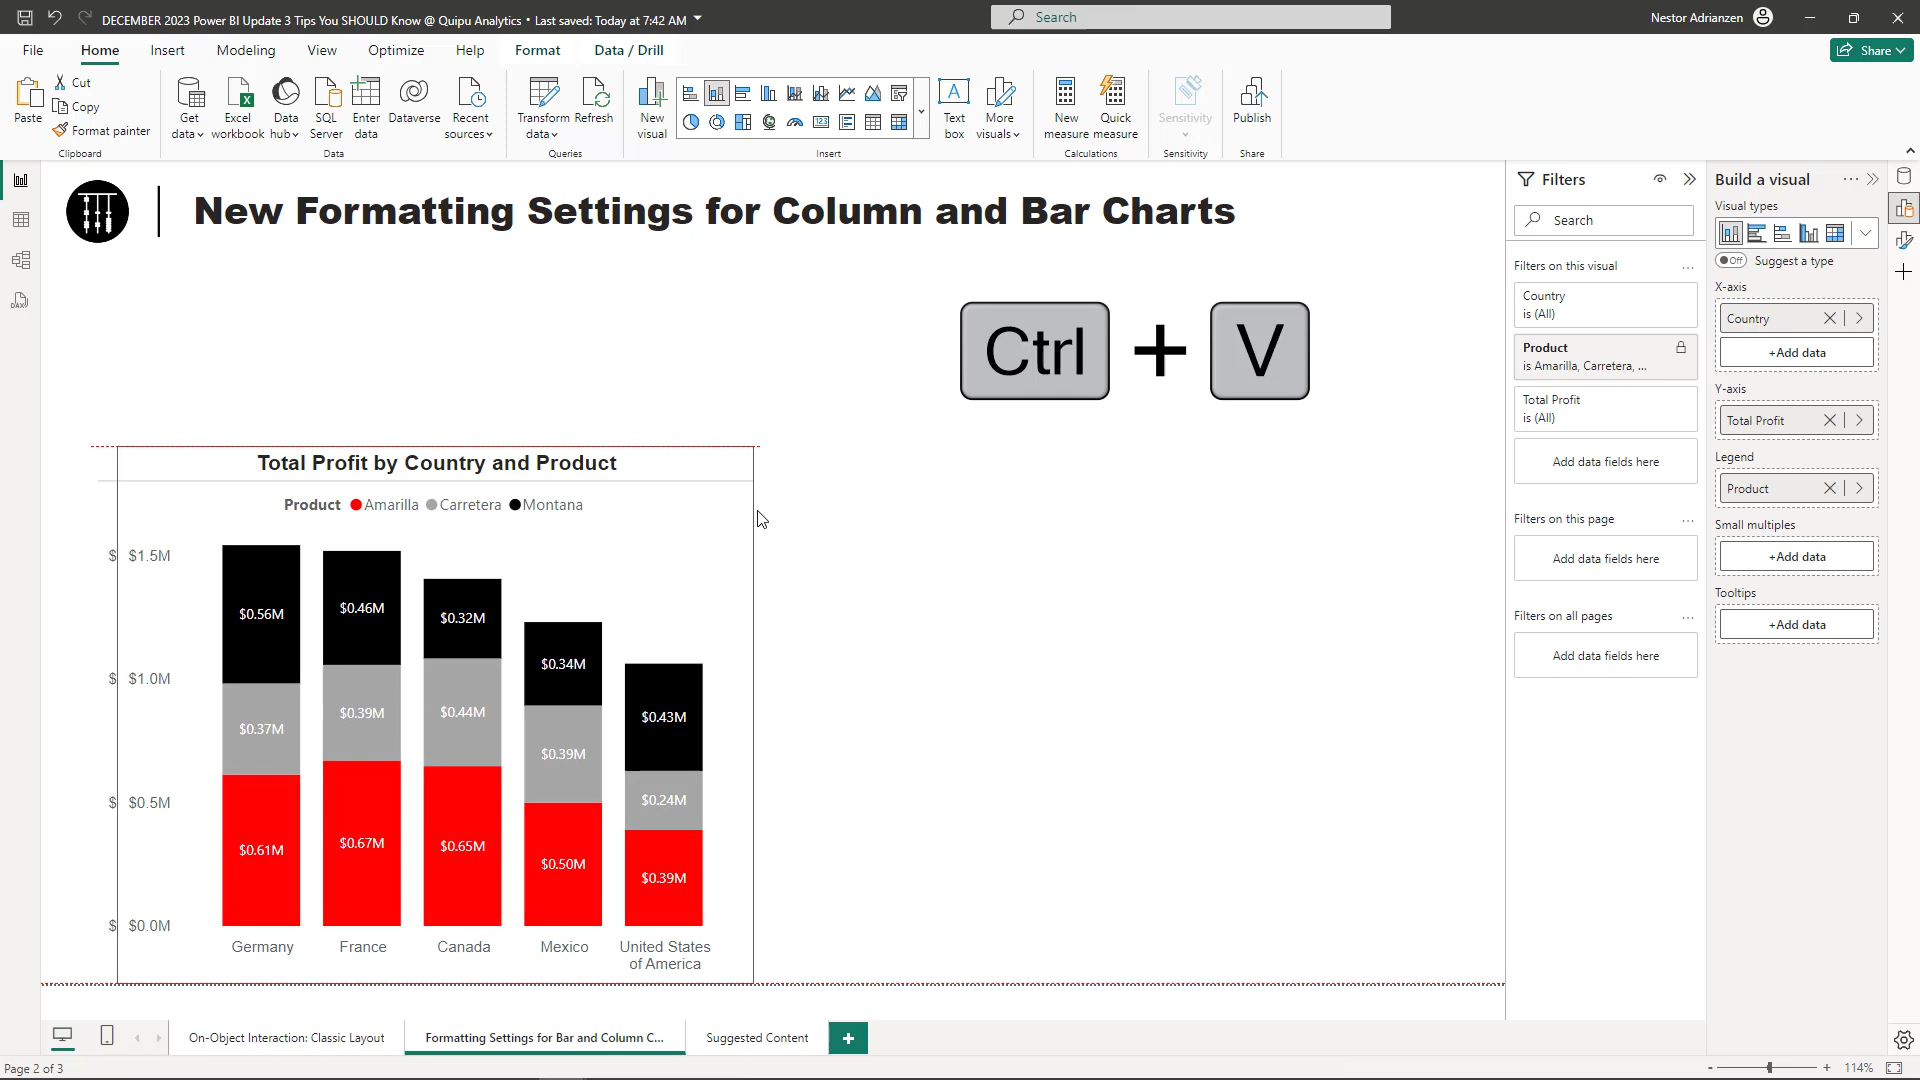 DECEMBER 2023 Power BI Update 3 Tips You SHOULD Know @ Quipu Analytics • Last saved: Today at 7:42 AM
Search
Nestor Adrianzen
File
Home
Insert
Modeling
View
Optimize
Help
Format
Data / Drill
Share
Paste
Cut
Copy
Format painter
Clipboard
Get
data
Excel
workbook
Data
hub
SQL
Server
Enter
data
Dataverse
Recent
sources
Data
Transform
data
Refresh
Queries
New
visual
Text
box
More
visuals
Insert
New
measure
Quick
measure
Calculations
Sensitivity
Sensitivity
Publish
Share
New Formatting Settings for Column and Bar Charts
Ctrl + V
Total Profit by Country and Product
Product Amarilla Carretera Montana
$ $1.5M
$ $1.0M
$ $0.5M
$ $0.0M
$0.56M
$0.37M
$0.61M
$0.46M
$0.39M
$0.67M
$0.32M
$0.44M
$0.65M
$0.34M
$0.39M
$0.50M
$0.43M
$0.24M
$0.39M
Germany
France
Canada
Mexico
United States
of America
Filters
Search
Filters on this visual
Country
is (All)
Product
is Amarilla, Carretera, ...
Total Profit
is (All)
Add data fields here
Filters on this page
Add data fields here
Filters on all pages
Add data fields here
Build a visual
Visual types
Off
Suggest a type
X-axis
Country
+Add data
Y-axis
Total Profit
Legend
Product
Small multiples
+Add data
Tooltips
+Add data
On-Object Interaction: Classic Layout
Formatting Settings for Bar and Column C...
Suggested Content
Page 2 of 3
114%